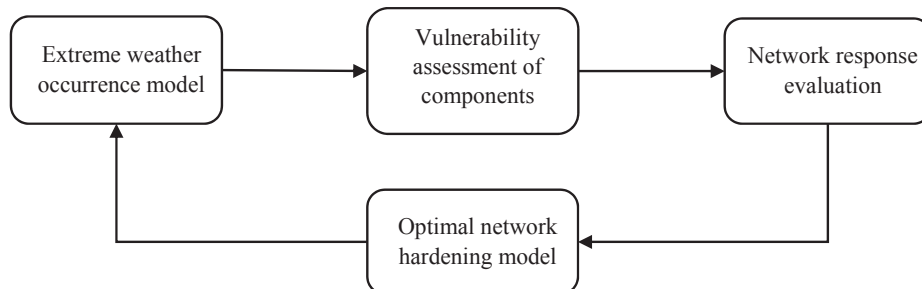 Extreme weather
occurrence model
Vulnerability
assessment of
components
Network response
evaluation
Optimal network
hardening model